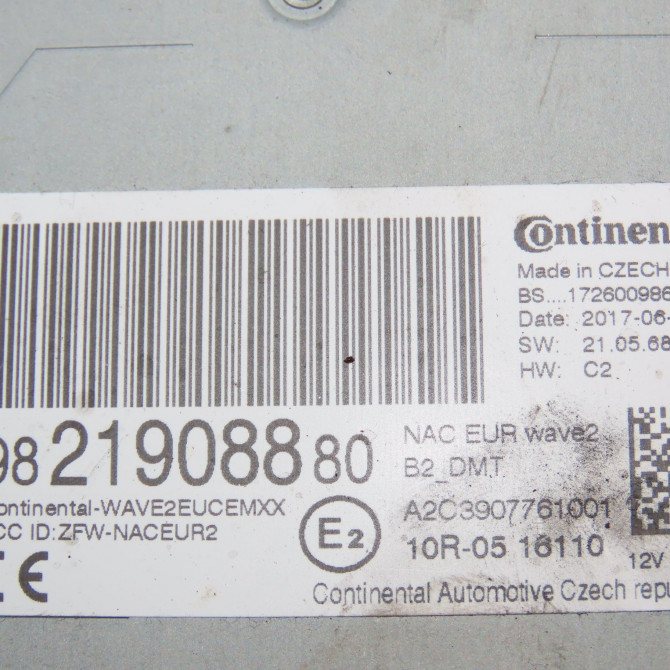 Continen
Made in CZECH
BS....172600986
Date: 2017-06-
SW: 21.05.68
HW: C2
98 219088 80
NAC EUR wave2
B2_DMT
ontinental-WAVE2EUCEMXX
CC ID:ZFW-NACEUR2
E2
A2C3907761001
10R-05 16110
12V
CE
Continental Automotive Czech repu